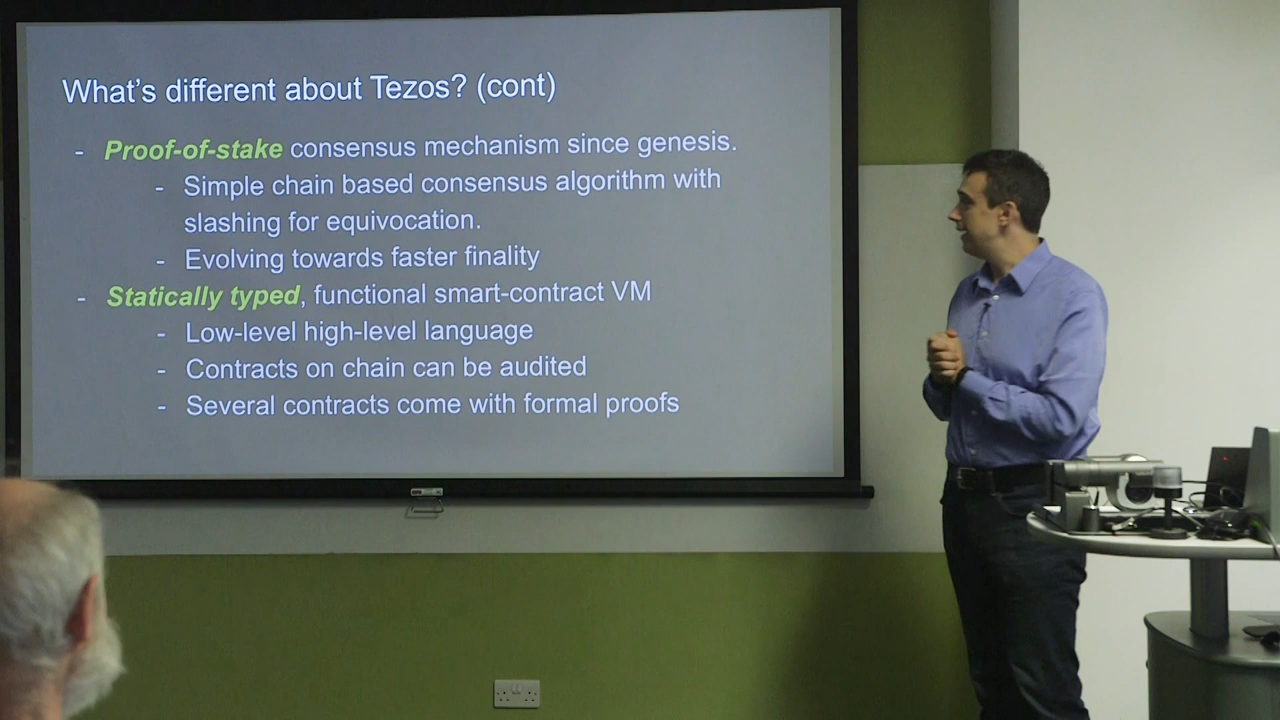 What's different about Tezos? (cont)
- Proof-of-stake consensus mechanism since genesis.
- Simple chain based consensus algorithm with
slashing for equivocation.
- Evolving towards faster finality
- Statically typed, functional smart-contract VM
- Low-level high-level language
- Contracts on chain can be audited
- Several contracts come with formal proofs